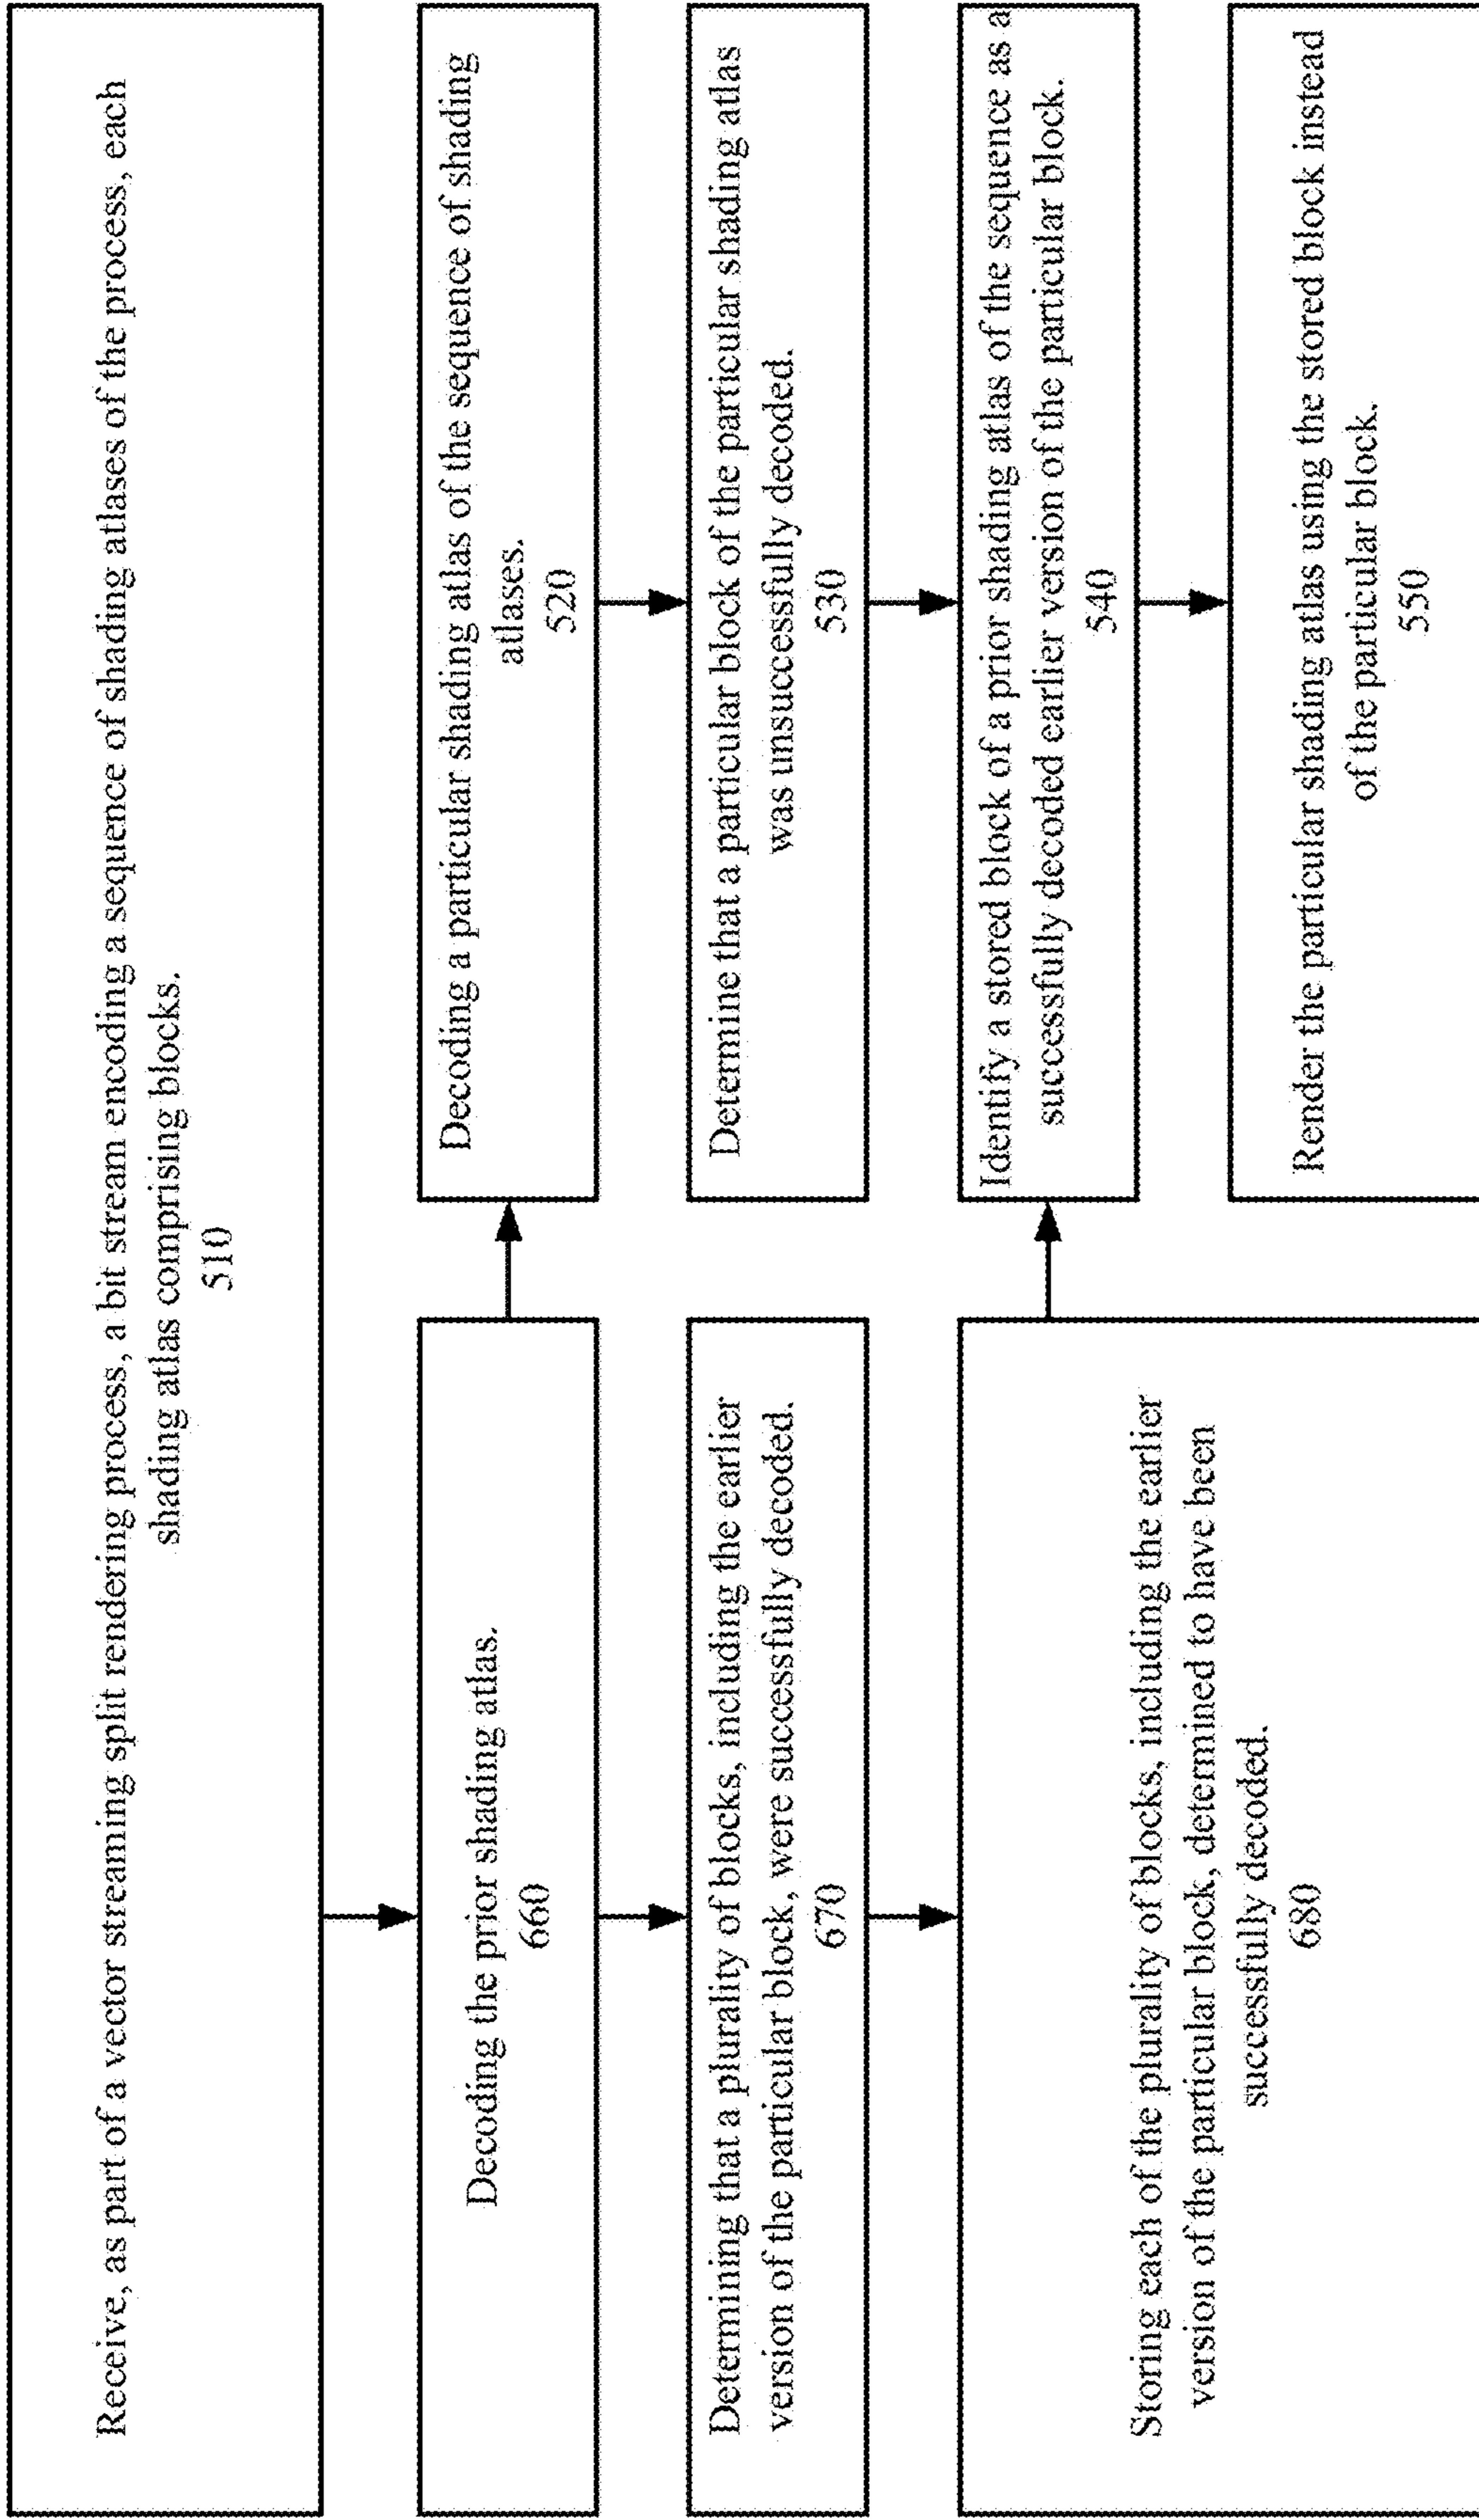 Receive, as part of a vector streaming split rendering process, a bit stream encoding a sequence of shading atlases of the process, each
shading atlas comprising blocks.
510
Decoding the prior shading atlas.
660
Determining that a plurality of blocks, including the earlier
version of the particular block, were successfully decoded.
670
Storing each of the plurality of blocks, including the earlier
version of the particular block, determined to have been
successfully decoded.
680
Decoding a particular shading atlas of the sequence of shading
atlases.
520
Determine that a particular block of the particular shading atlas
was unsuccessfully decoded.
530
Identify a stored block of a prior shading atlas of the sequence as a
successfully decoded earlier version of the particular block.
540
Render the particular shading atlas using the stored block instead
of the particular block.
550